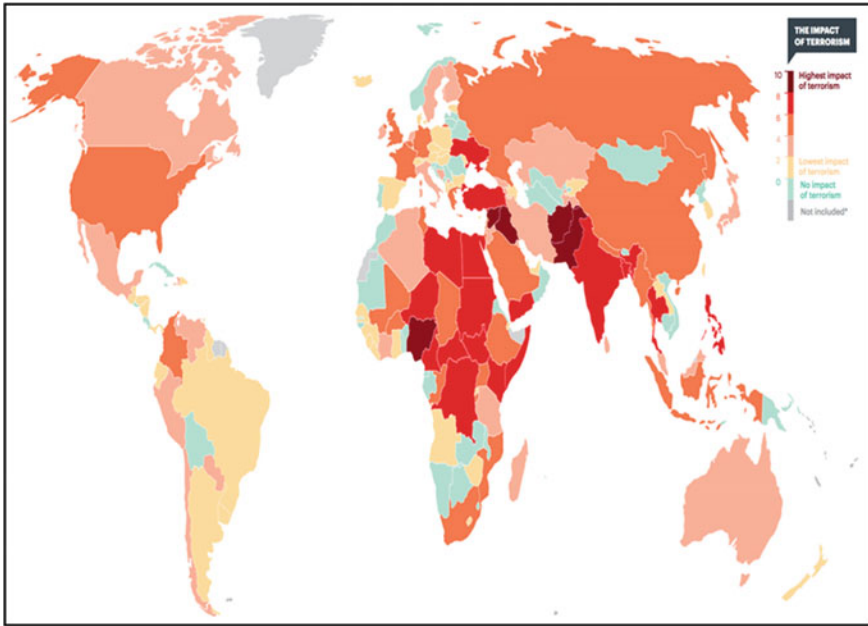 THE IMPACT
OF TERRORISM
10
Highest impact
of terrorism
8
6
4
2
Lowest impact
of terrorism
0
No impact
of terrorism
Not included*